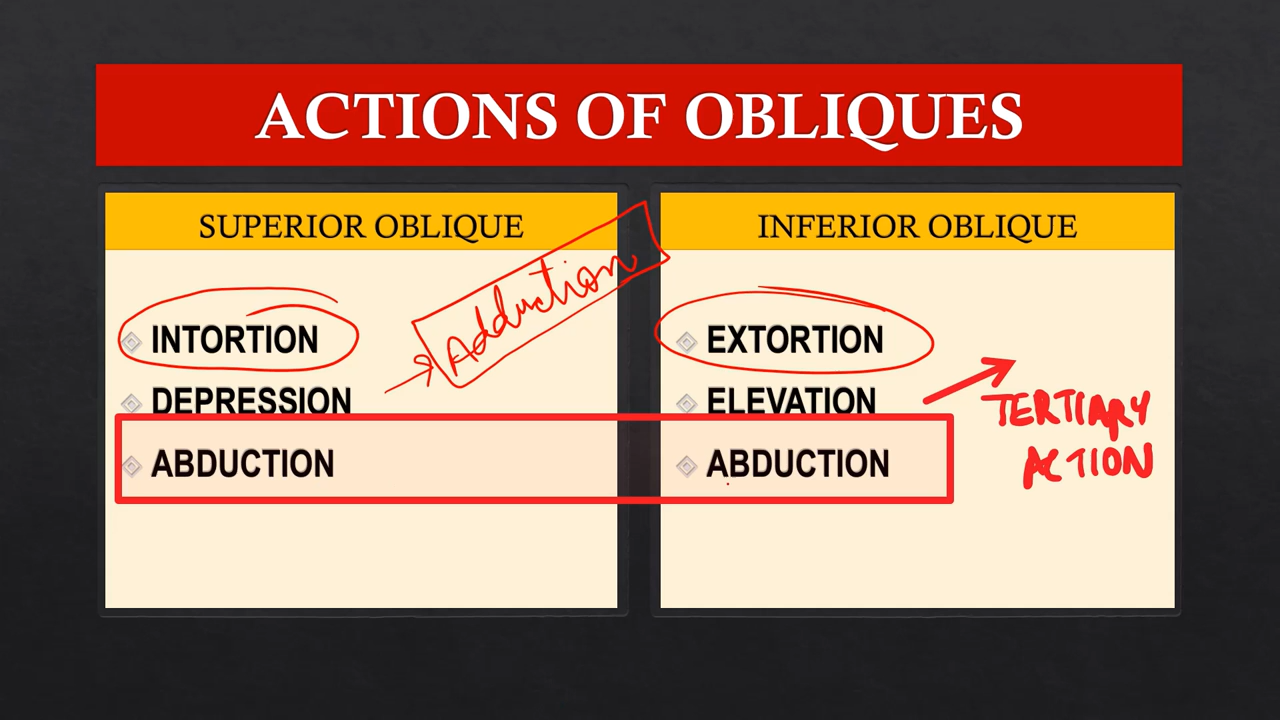 ACTIONS OF OBLIQUES
SUPERIOR OBLIQUE
INTORTION
DEPRESSION
Adduction
ABDUCTION
INFERIOR OBLIQUE
EXTORTION
ELEVATION
ABDUCTION
TERTIARY
ACTION